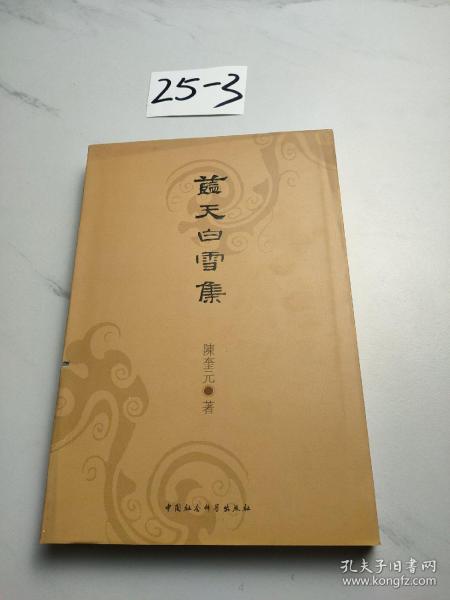 25-3
蓝天白雪集
陳奎元 著
中国社会科学出版社
孔夫子旧书网
www.kongfz.com